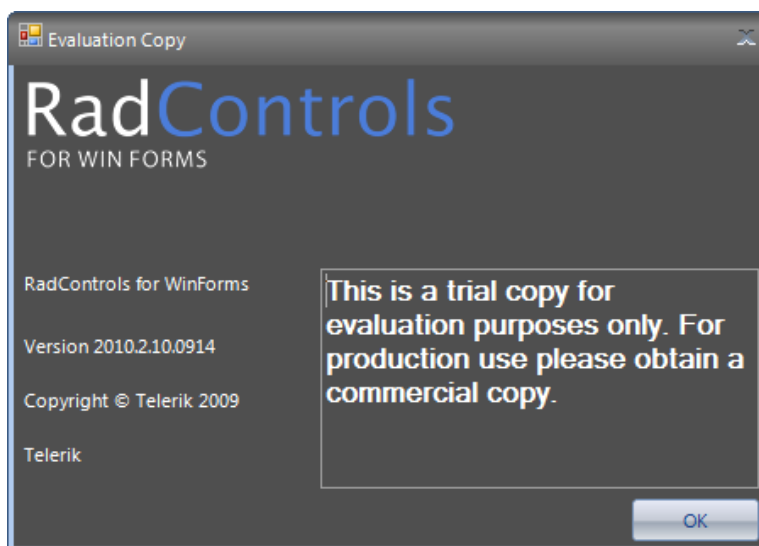 Evaluation Copy
RadControls
FOR WIN FORMS
RadControls for WinForms
Version 2010.2.10.0914
Copyright © Telerik 2009
Telerik
This is a trial copy for
evaluation purposes only. For
production use please obtain a
commercial copy.
OK